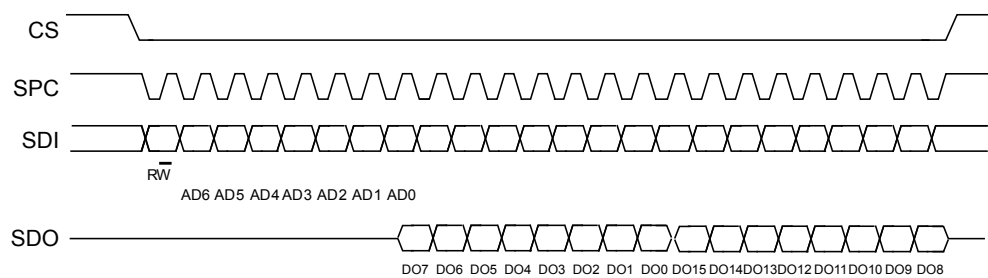 CS
SPC
SDI
RW
AD6 AD5 AD4 AD3 AD2 AD1 AD0
SDO
DO7 DO6 DO5 DO4 DO3 DO2 DO1 DO0 DO15 DO14 DO13 DO12 DO11 DO10 DO9 DO8